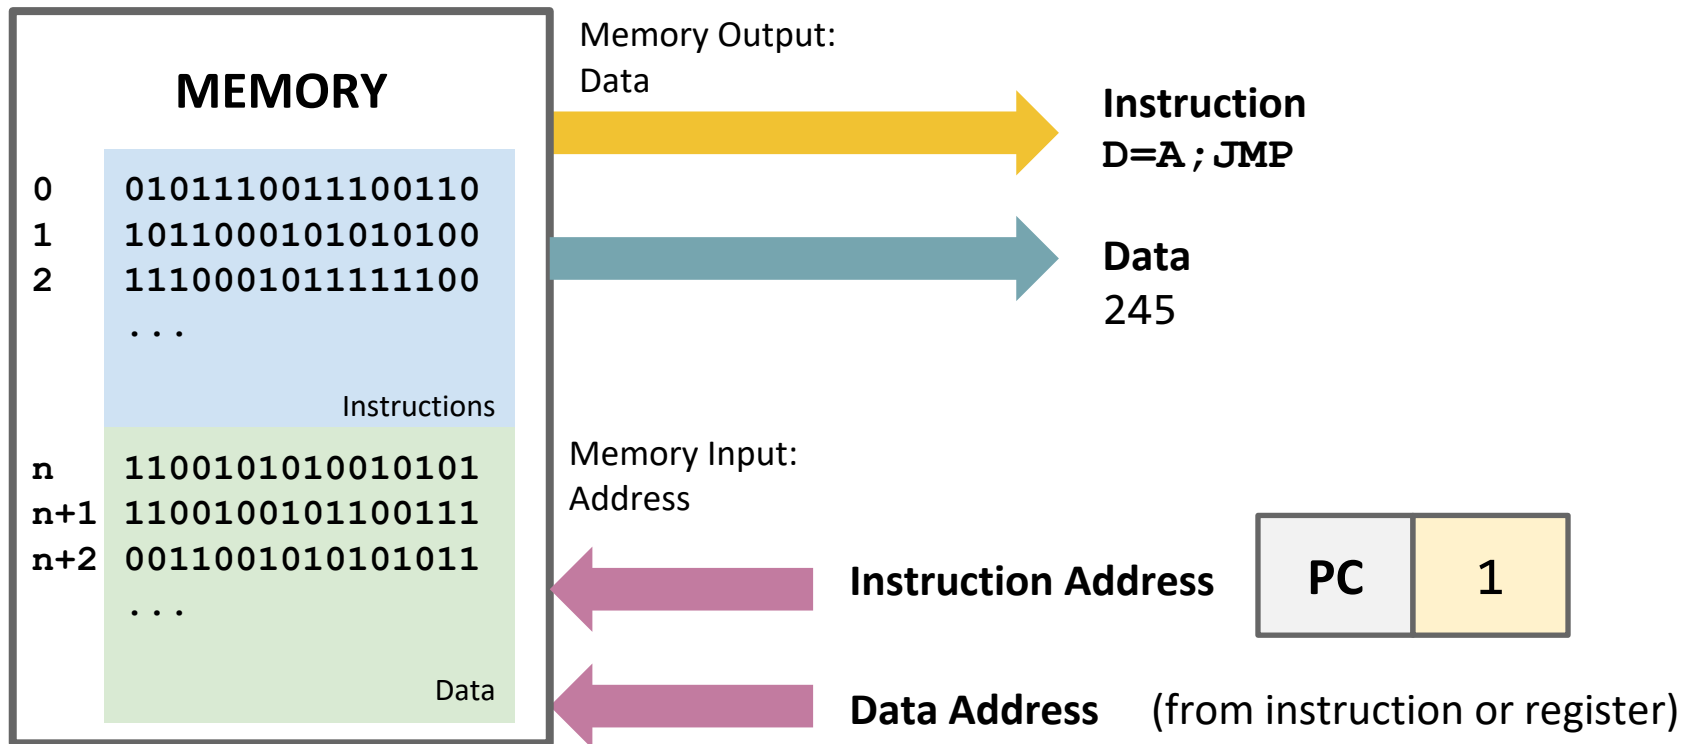 MEMORY
0 0101110011100110
1 1011000101010100
2 1110001011111100
...
Instructions
n 1100101010010101
n+1 1100100101100111
n+2 0011001010101011
...
Data
Memory Output:
Data
Instruction
D=A;JMP
Data
245
Memory Input:
Address
Instruction Address PC 1
Data Address (from instruction or register)